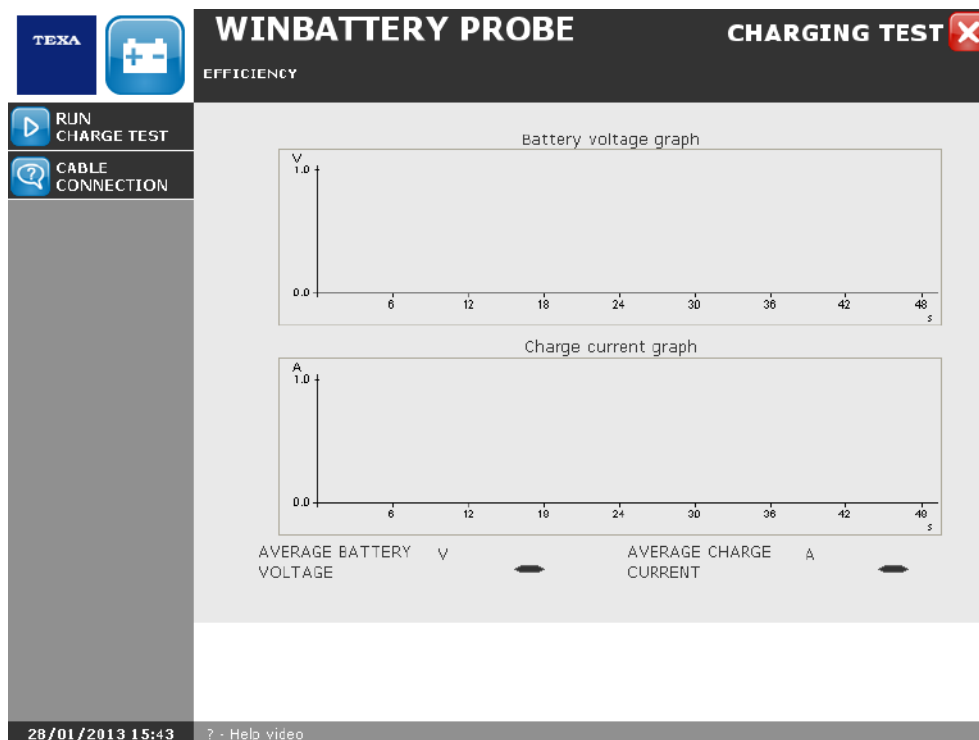 TEXA
WINBATTERY PROBE
CHARGING TEST
EFFICIENCY
RUN
CHARGE TEST
CABLE
CONNECTION
Battery voltage graph
V
1.0
0.0
6 12 18 24 30 36 42 48
s
Charge current graph
A
1.0
0.0
6 12 18 24 30 36 42 48
s
AVERAGE BATTERY
VOLTAGE
V
AVERAGE CHARGE
CURRENT
A
28/01/2013 15:43
? - Help video